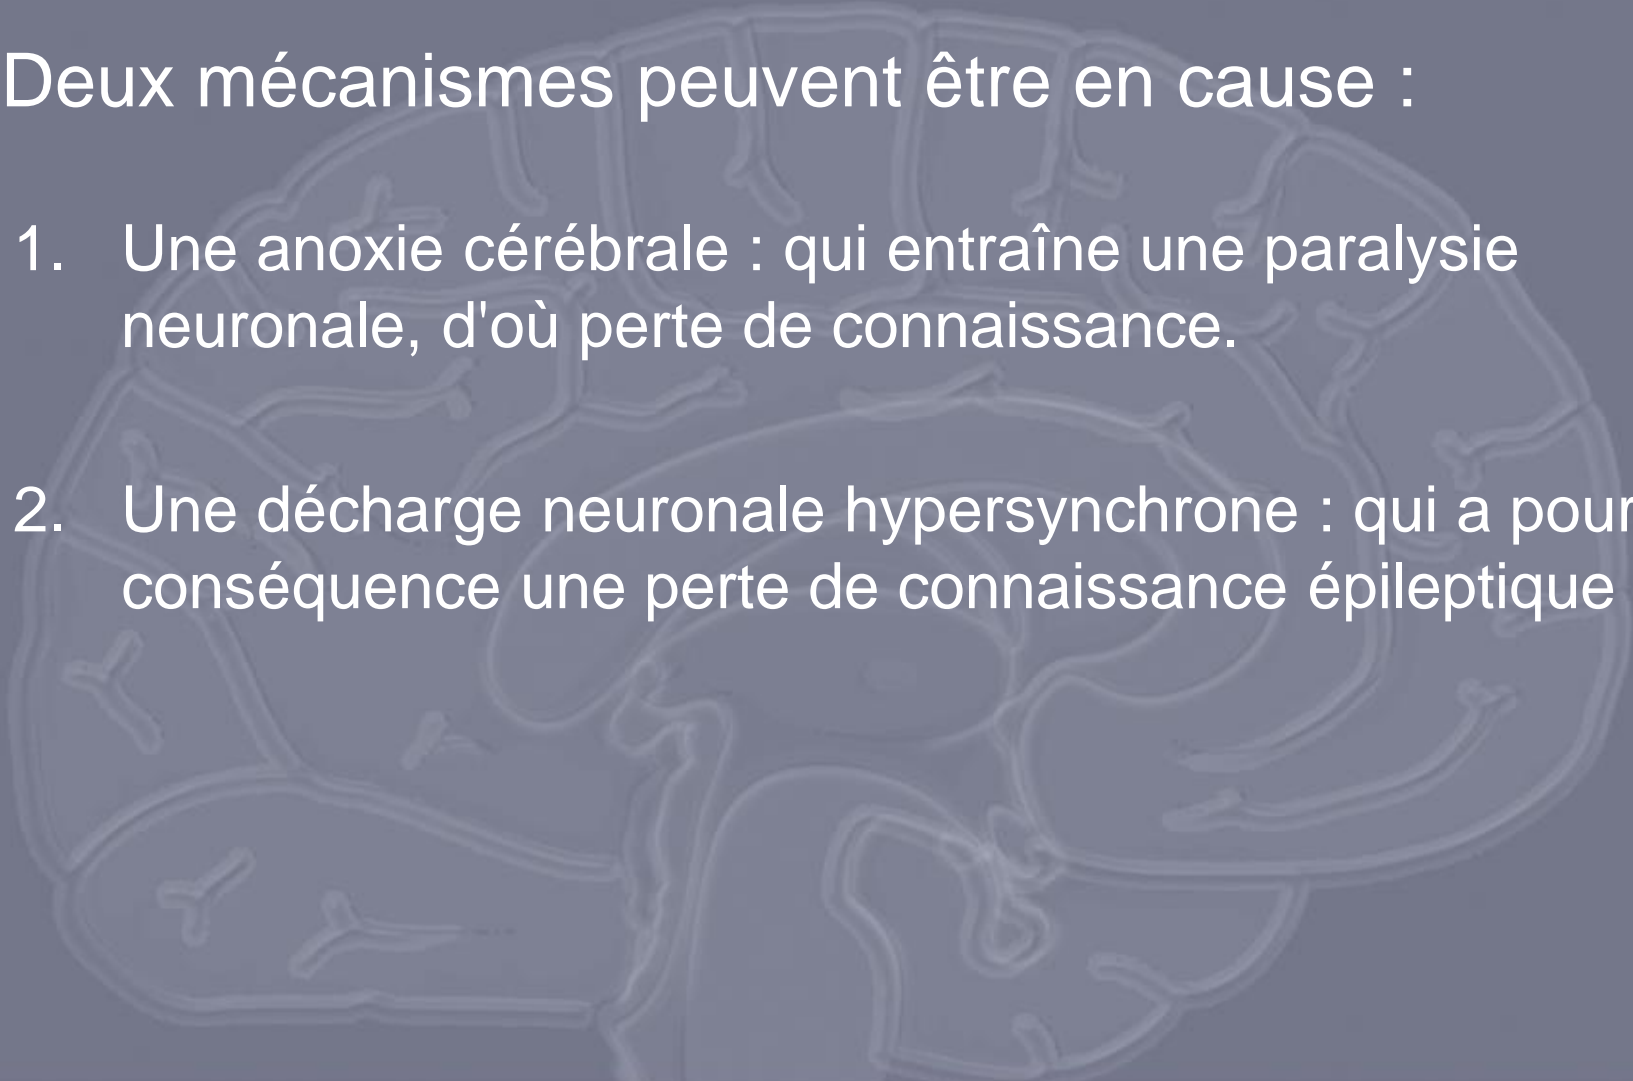 Deux mécanismes peuvent être en cause :
1. Une anoxie cérébrale : qui entraîne une paralysie
neuronale, d'où perte de connaissance.
2. Une décharge neuronale hypersynchrone : qui a pour
conséquence une perte de connaissance épileptique